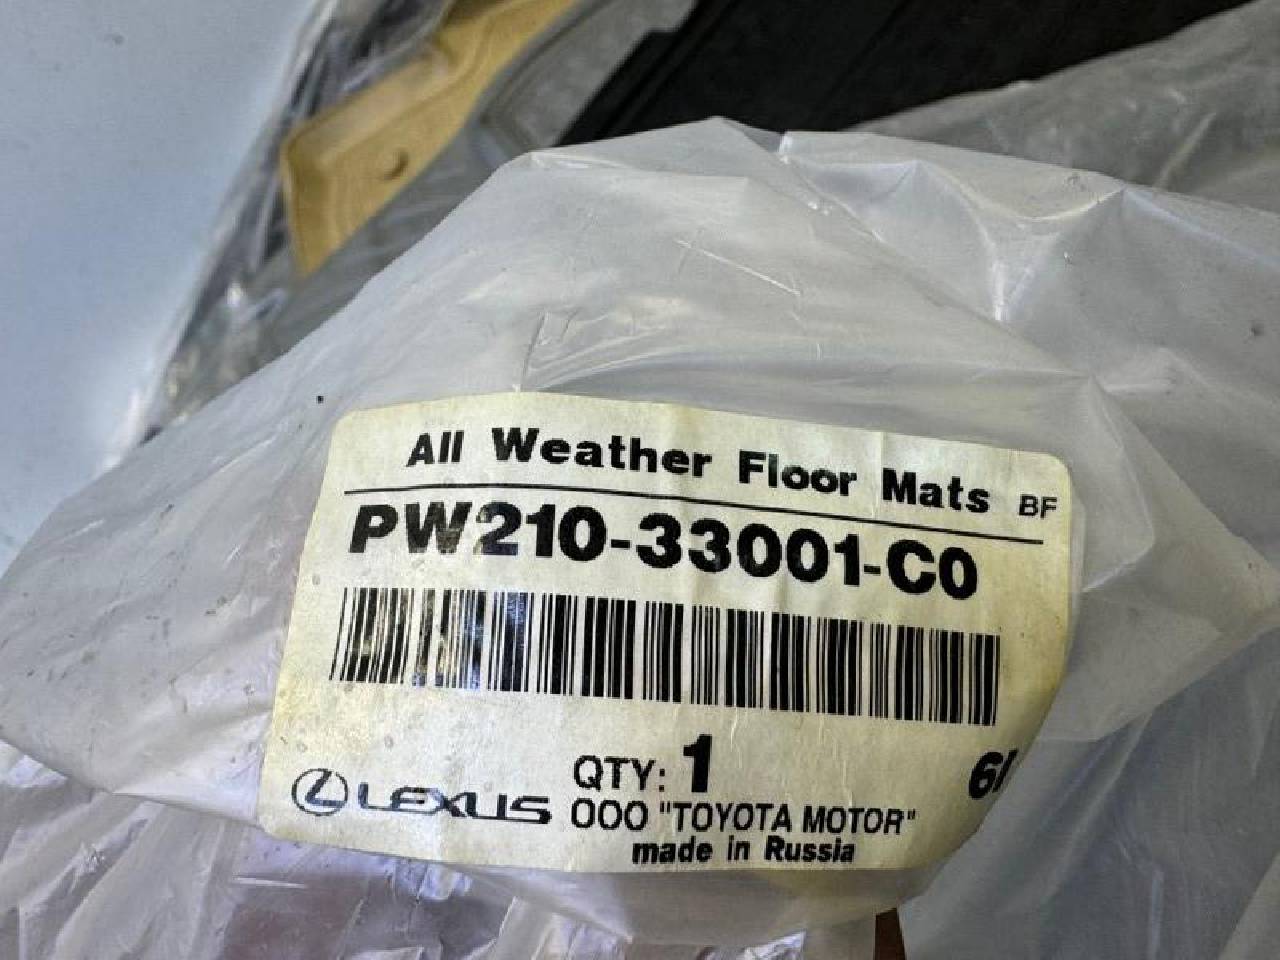 All Weather Floor Mats BF
PW210-33001-C0
QTY: 1
LEXUS OOO "TOYOTA MOTOR"
made in Russia